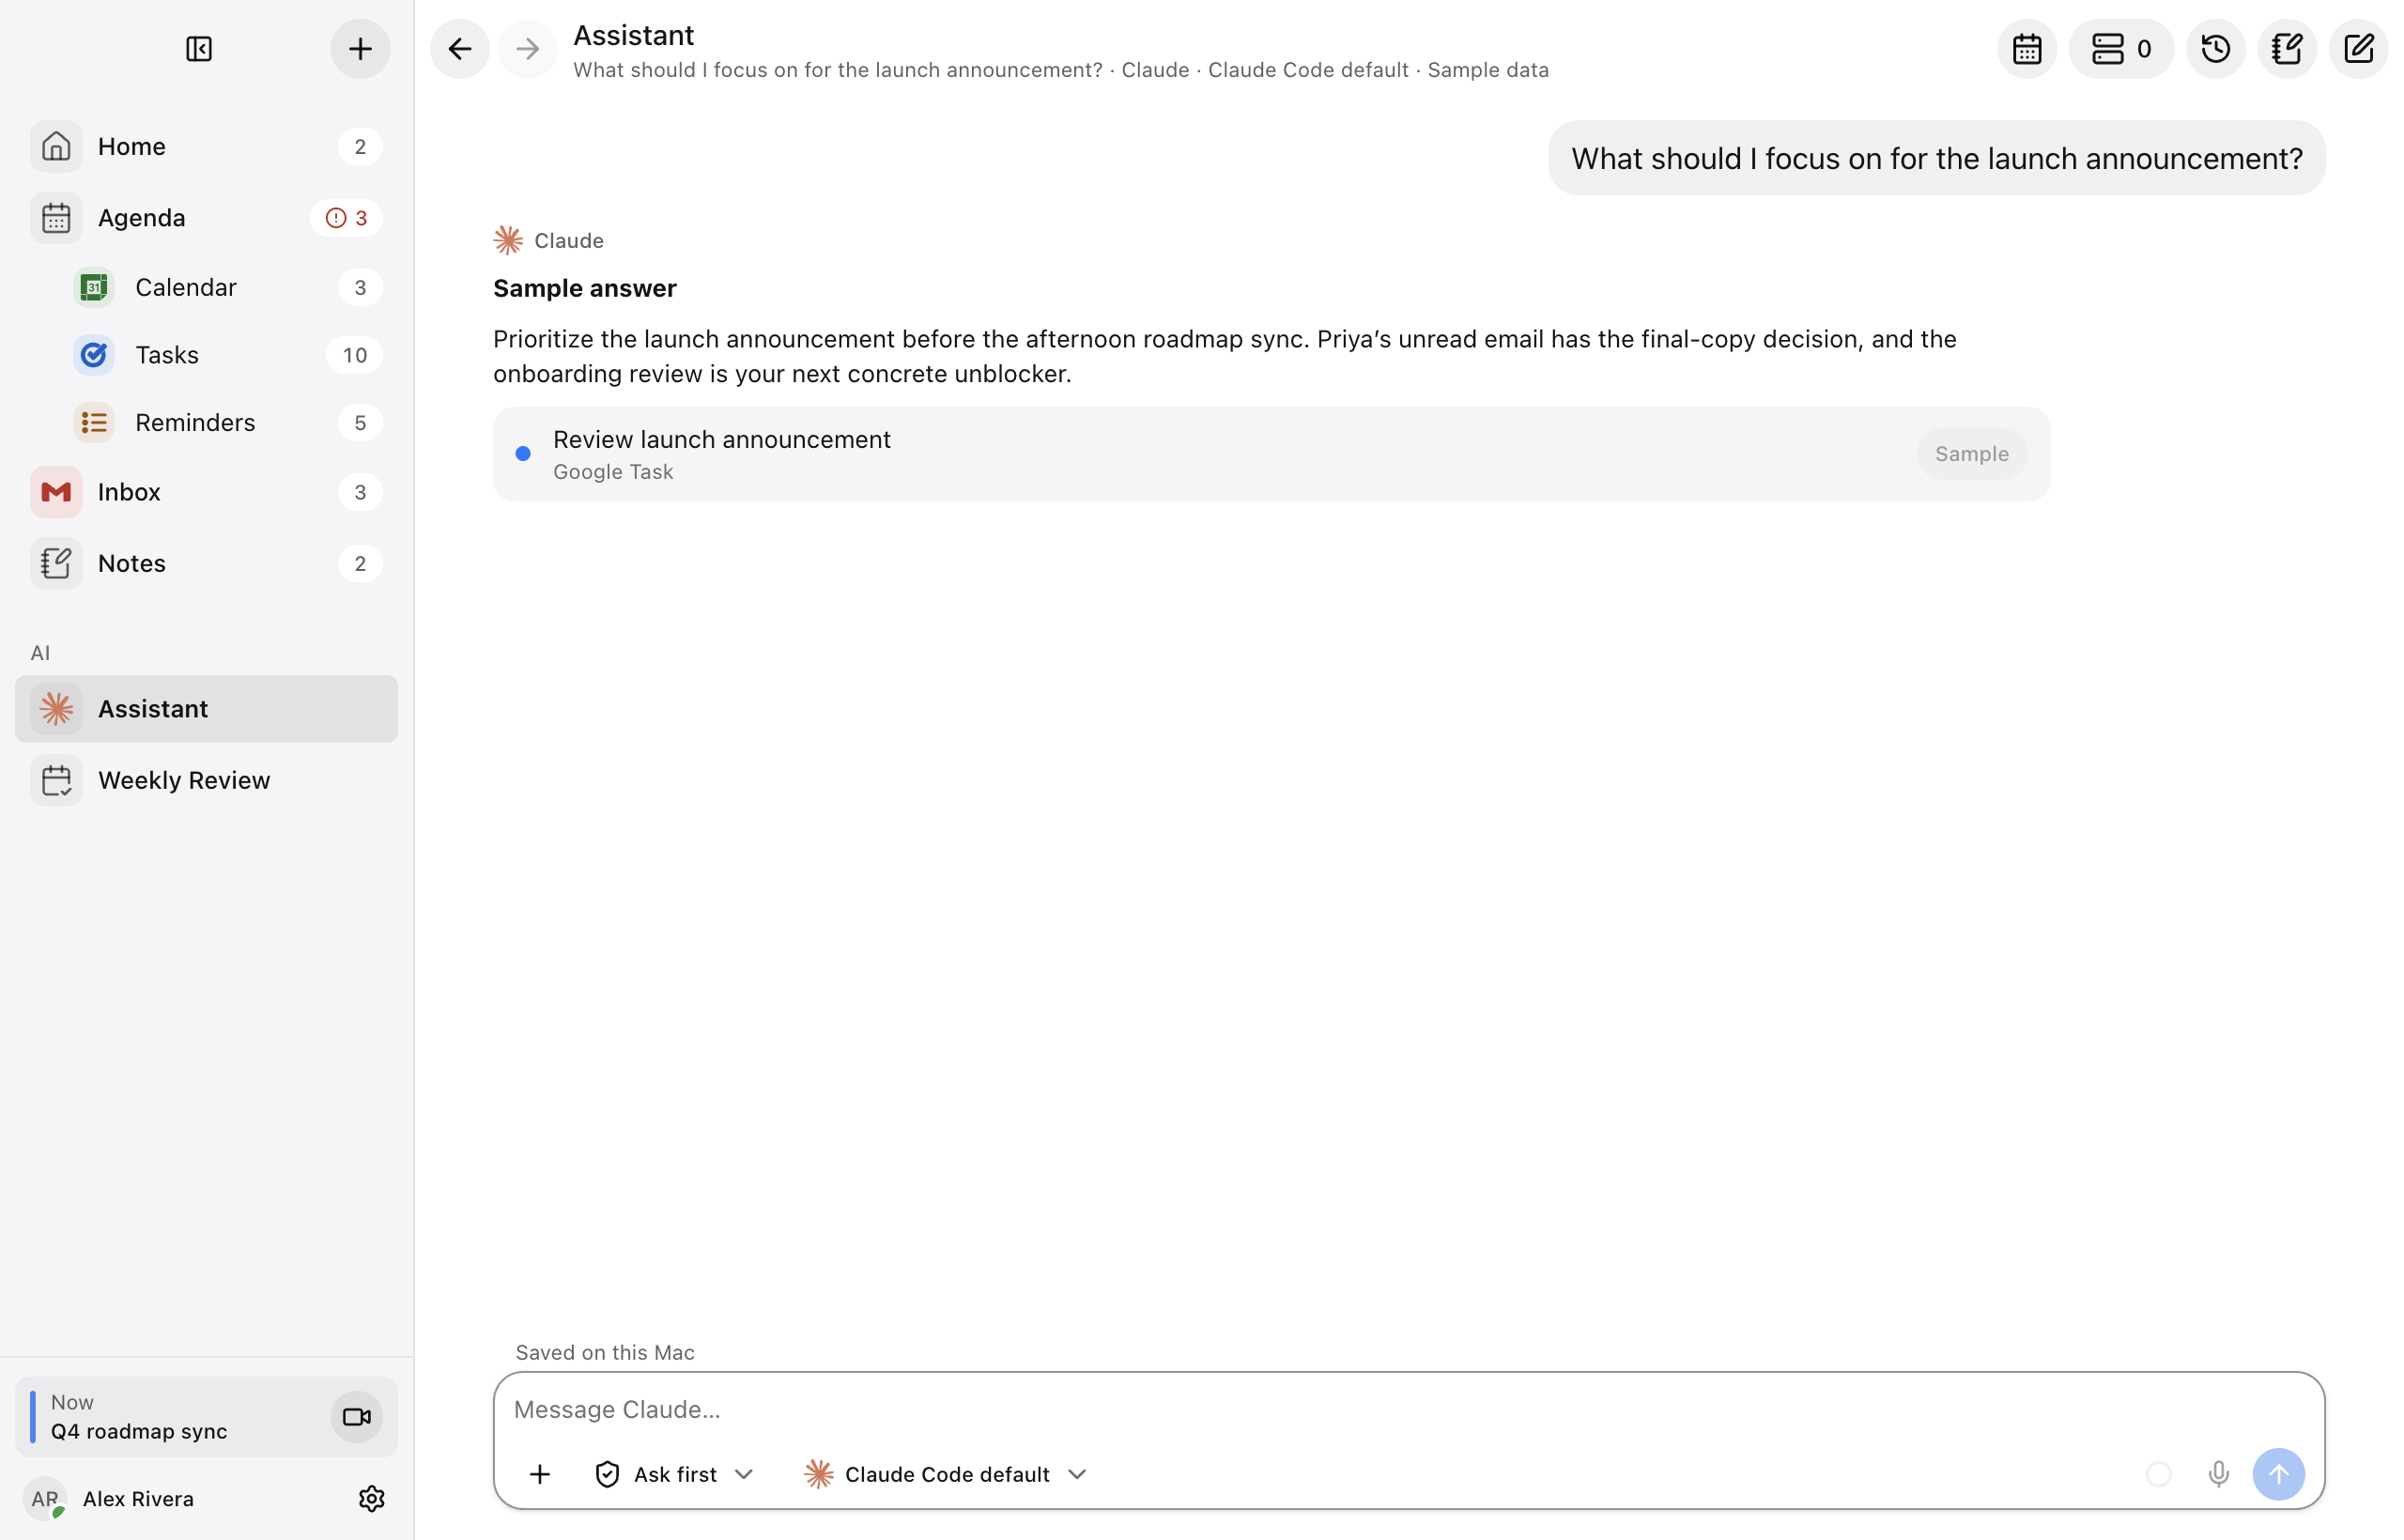 Assistant
What should I focus on for the launch announcement? · Claude · Claude Code default · Sample data
0
Home
2
Agenda
3
31
Calendar
3
Tasks
10
Reminders
5
Inbox
3
Notes
2
AI
Assistant
Weekly Review
Now
Q4 roadmap sync
AR
Alex Rivera
What should I focus on for the launch announcement?
Claude
Sample answer
Prioritize the launch announcement before the afternoon roadmap sync. Priya’s unread email has the final-copy decision, and the
onboarding review is your next concrete unblocker.
Review launch announcement
Google Task
Sample
Saved on this Mac
Message Claude...
Ask first
Claude Code default